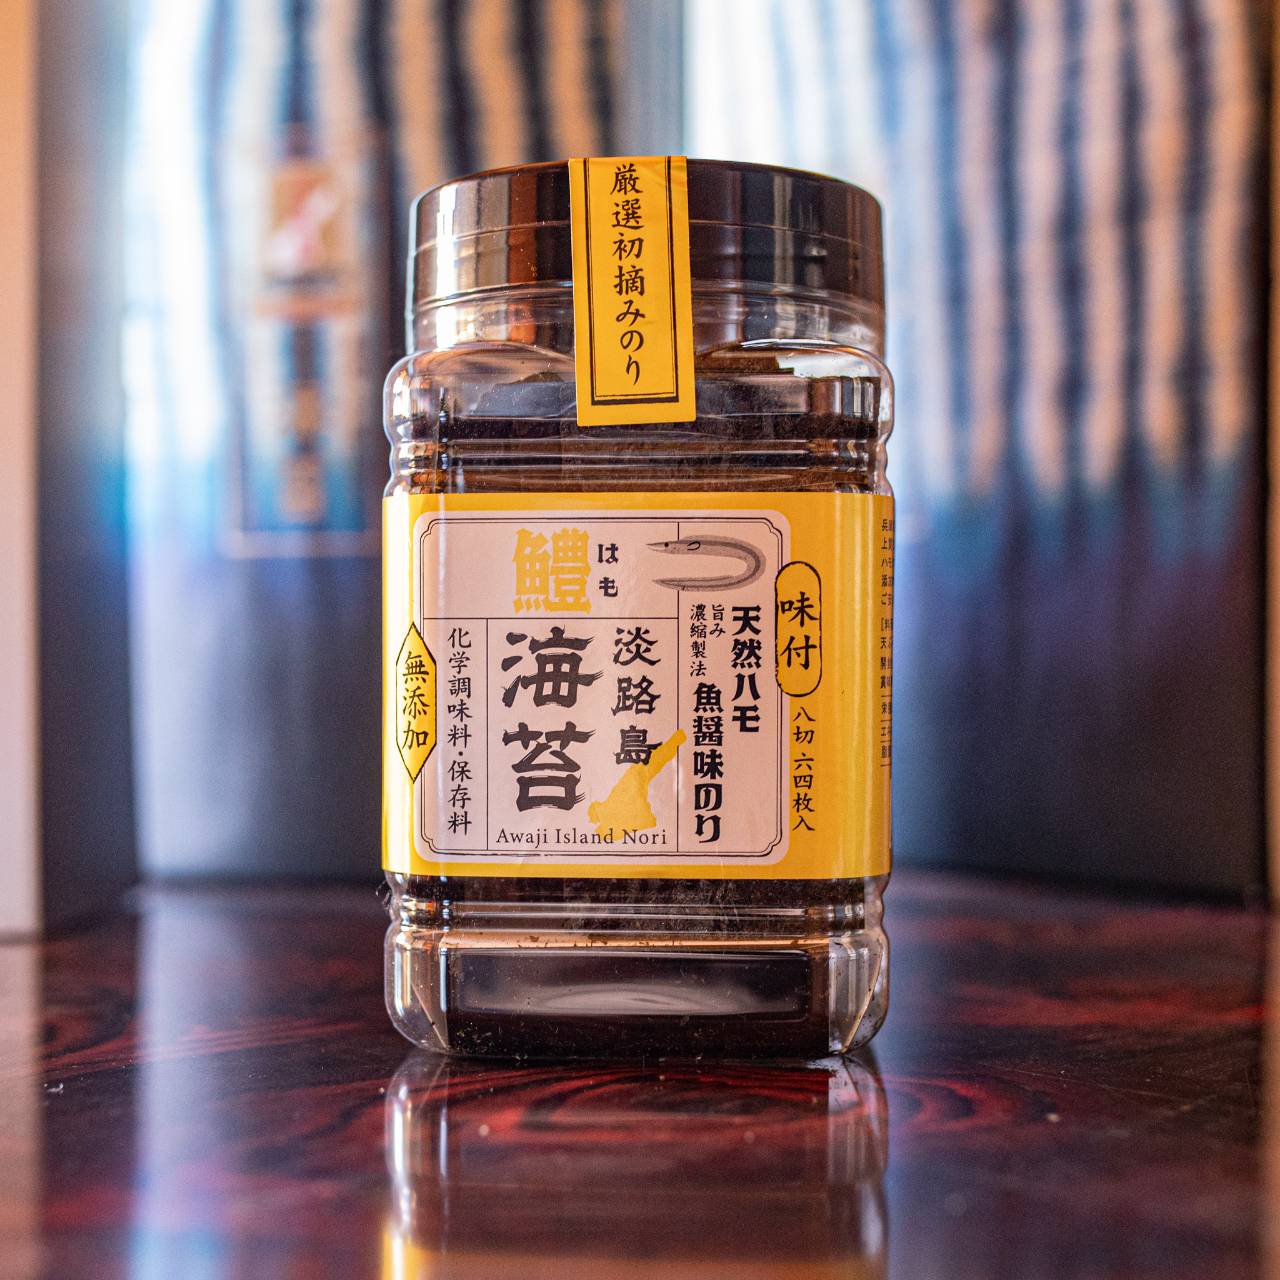 厳選初摘みのり
鱧
はも
味付
八切 六四枚入
天然ハモ
旨み
濃縮製法
魚醤味のり
淡路島
海苔
Awaji Island Nori
化学調味料・保存料
無添加